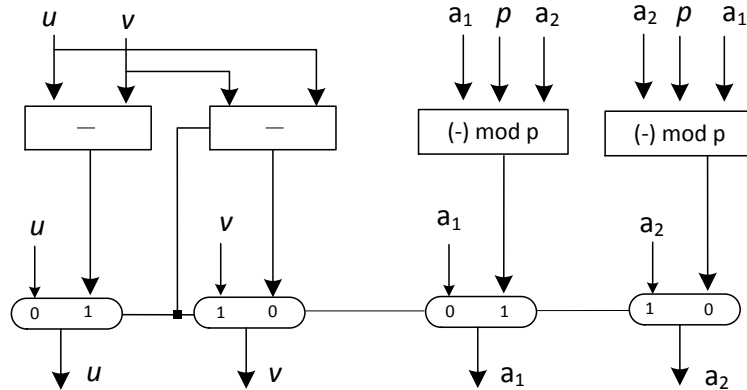 u v a₁ p a₂ a₂ p a₁
— — (-) mod p (-) mod p
u v a₁ a₂
0 1 1 0 0 1 1 0
u v a₁ a₂